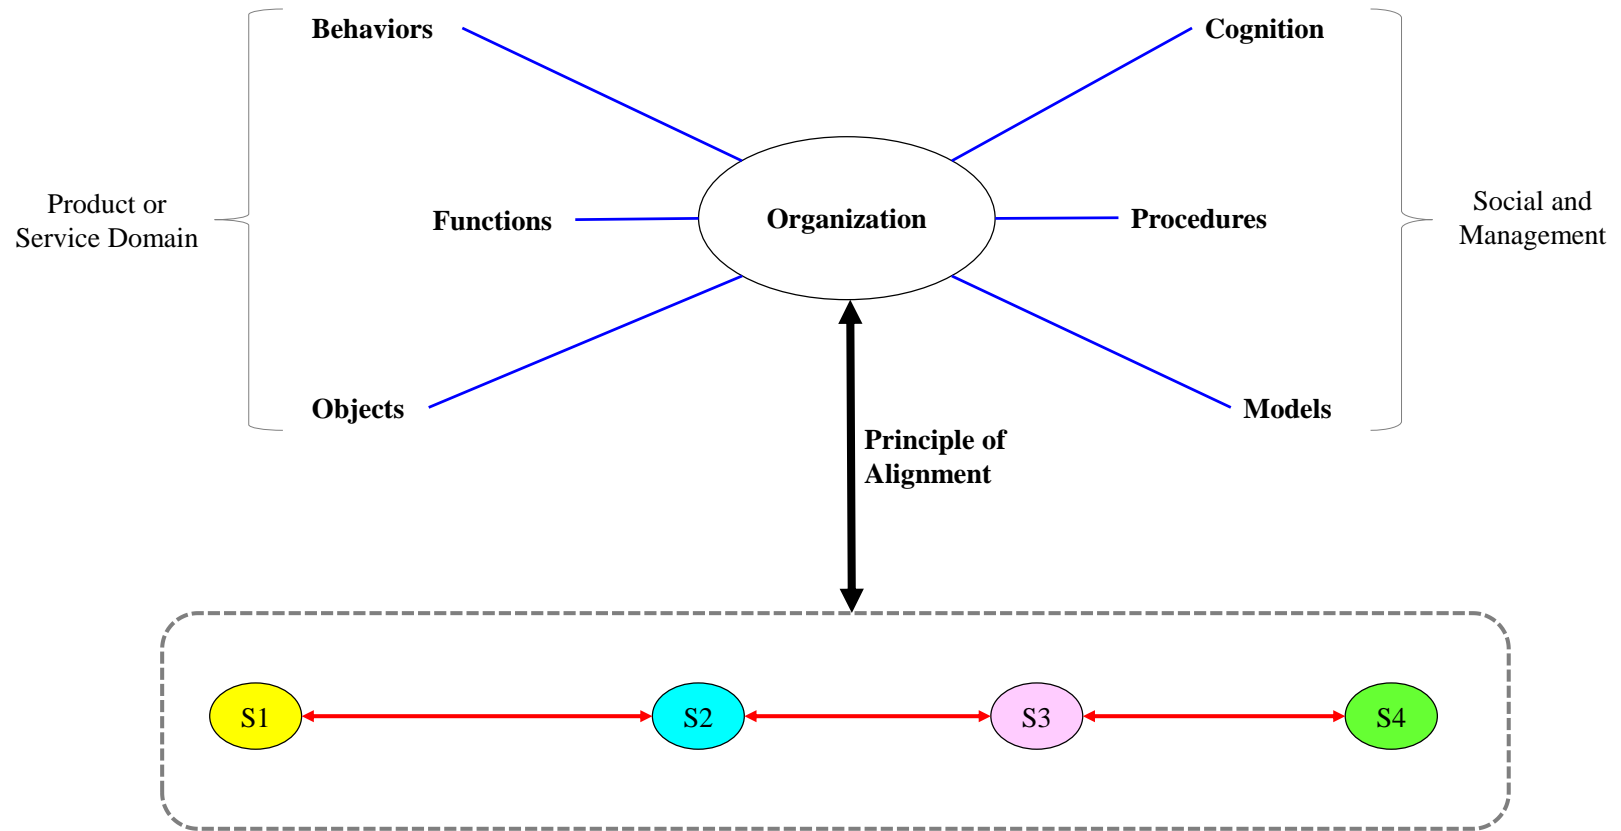 Behaviors
Cognition
Product or
Service Domain
Functions
Organization
Procedures
Social and
Management
Objects
Models
Principle of
Alignment
S1
S2
S3
S4